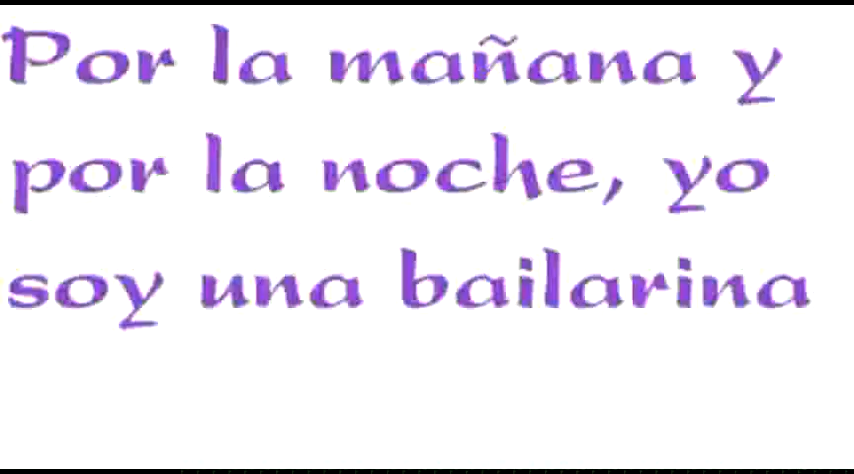 Por la mañana y
por la noche, yo
soy una bailarina